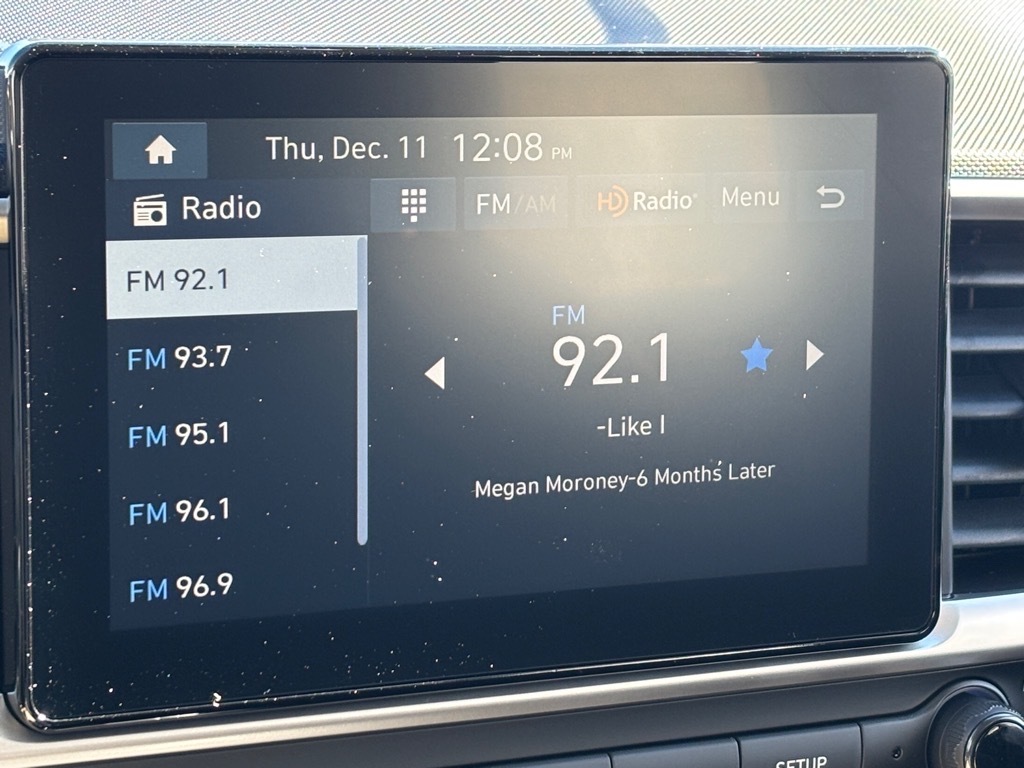 Thu, Dec. 11 12:08 PM
Radio FM/AM HD Radio Menu
FM 92.1
FM 93.7
FM 95.1
FM 96.1
FM 96.9
FM
92.1
-Like I
Megan Moroney-6 Months Later
SETUP